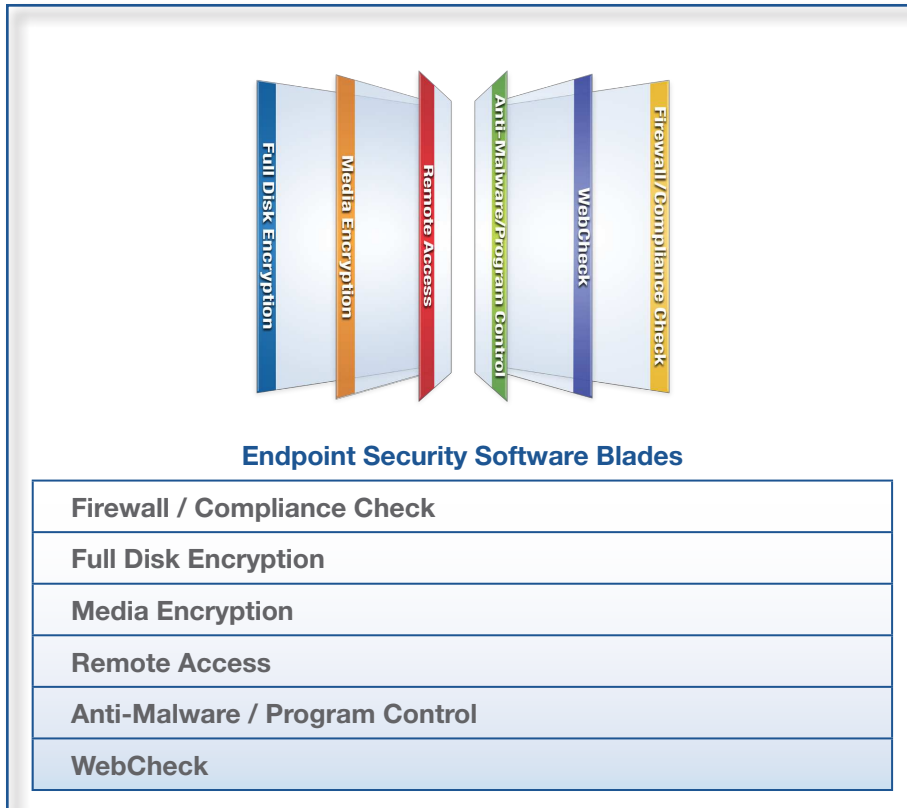 Full Disk Encryption
Media Encryption
Remote Access
Anti-Malware/Program Control
WebCheck
Firewall/Compliance Check
Endpoint Security Software Blades
Firewall / Compliance Check
Full Disk Encryption
Media Encryption
Remote Access
Anti-Malware / Program Control
WebCheck